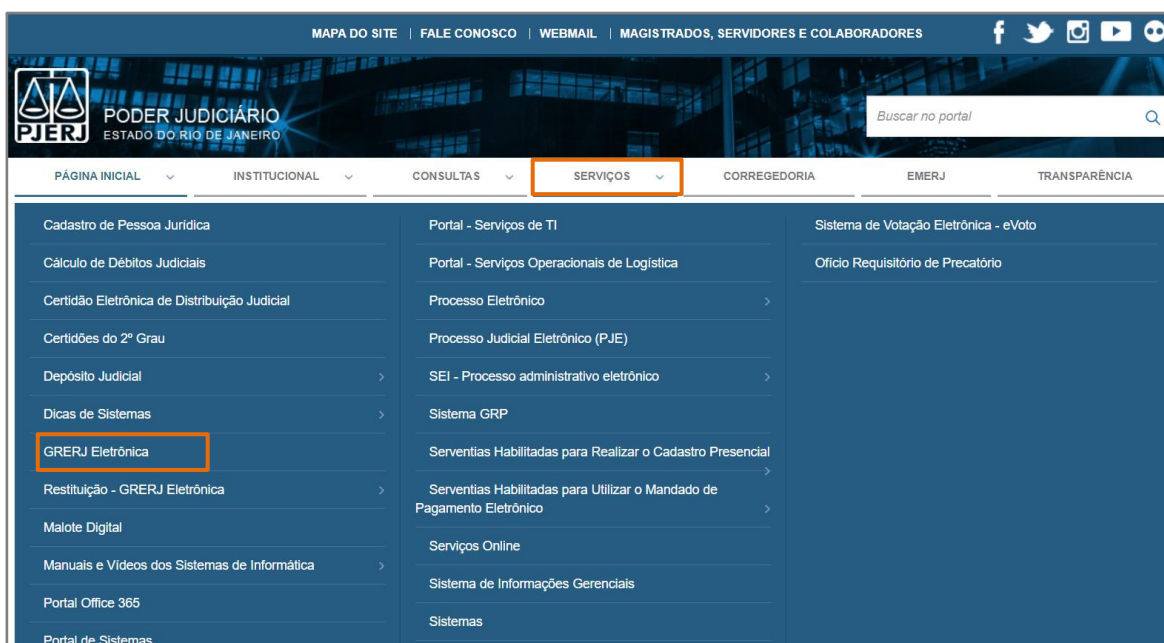 MAPA DO SITE | FALE CONOSCO | WEBMAIL | MAGISTRADOS, SERVIDORES E COLABORADORES
PJERJ
PODER JUDICIÁRIO
ESTADO DO RIO DE JANEIRO
Buscar no portal
PÁGINA INICIAL
INSTITUCIONAL
CONSULTAS
SERVIÇOS
CORREGEDORIA
EMERJ
TRANSPARÊNCIA
Cadastro de Pessoa Jurídica
Cálculo de Débitos Judiciais
Certidão Eletrônica de Distribuição Judicial
Certidões do 2º Grau
Depósito Judicial
Dicas de Sistemas
GRERJ Eletrônica
Restituição - GRERJ Eletrônica
Malote Digital
Manuais e Vídeos dos Sistemas de Informática
Portal Office 365
Portal de Sistemas
Portal - Serviços de TI
Portal - Serviços Operacionais de Logística
Processo Eletrônico
Processo Judicial Eletrônico (PJE)
SEI - Processo administrativo eletrônico
Sistema GRP
Serventias Habilitadas para Realizar o Cadastro Presencial
Serventias Habilitadas para Utilizar o Mandado de
Pagamento Eletrônico
Serviços Online
Sistema de Informações Gerenciais
Sistemas
Sistema de Votação Eletrônica - eVoto
Ofício Requisitório de Precatório